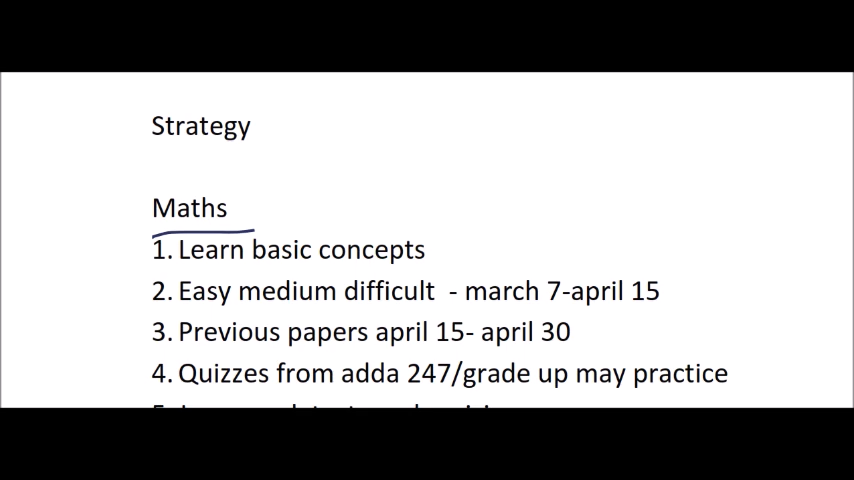 Strategy
Maths
1. Learn basic concepts
2. Easy medium difficult - march 7-april 15
3. Previous papers april 15- april 30
4. Quizzes from adda 247/grade up may practice